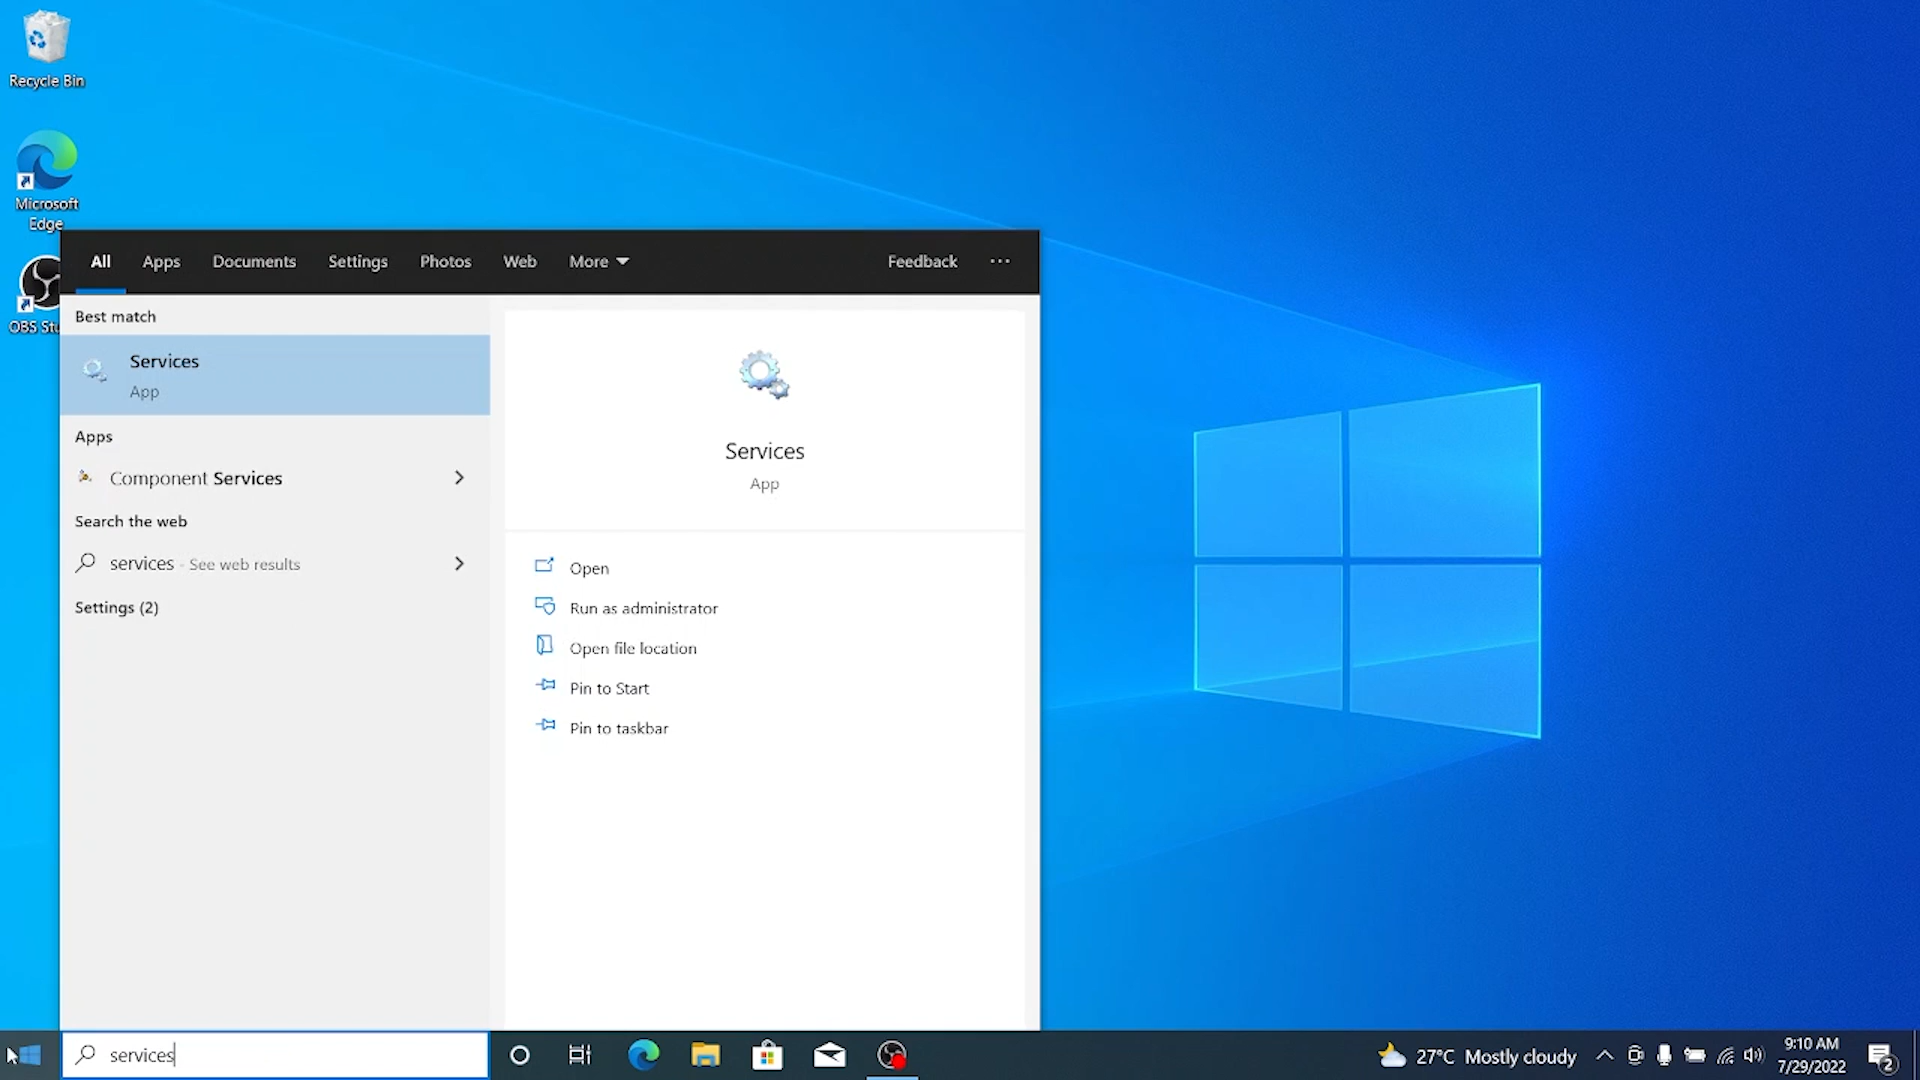 Recycle Bin
Microsoft
Edge
OBS Stu
All Apps Documents Settings Photos Web More Feedback ···
Best match
Services
App
Apps
Component Services
Search the web
services - See web results
Settings (2)
Services
App
Open
Run as administrator
Open file location
Pin to Start
Pin to taskbar
services
27°C Mostly cloudy
9:10 AM
7/29/2022
2